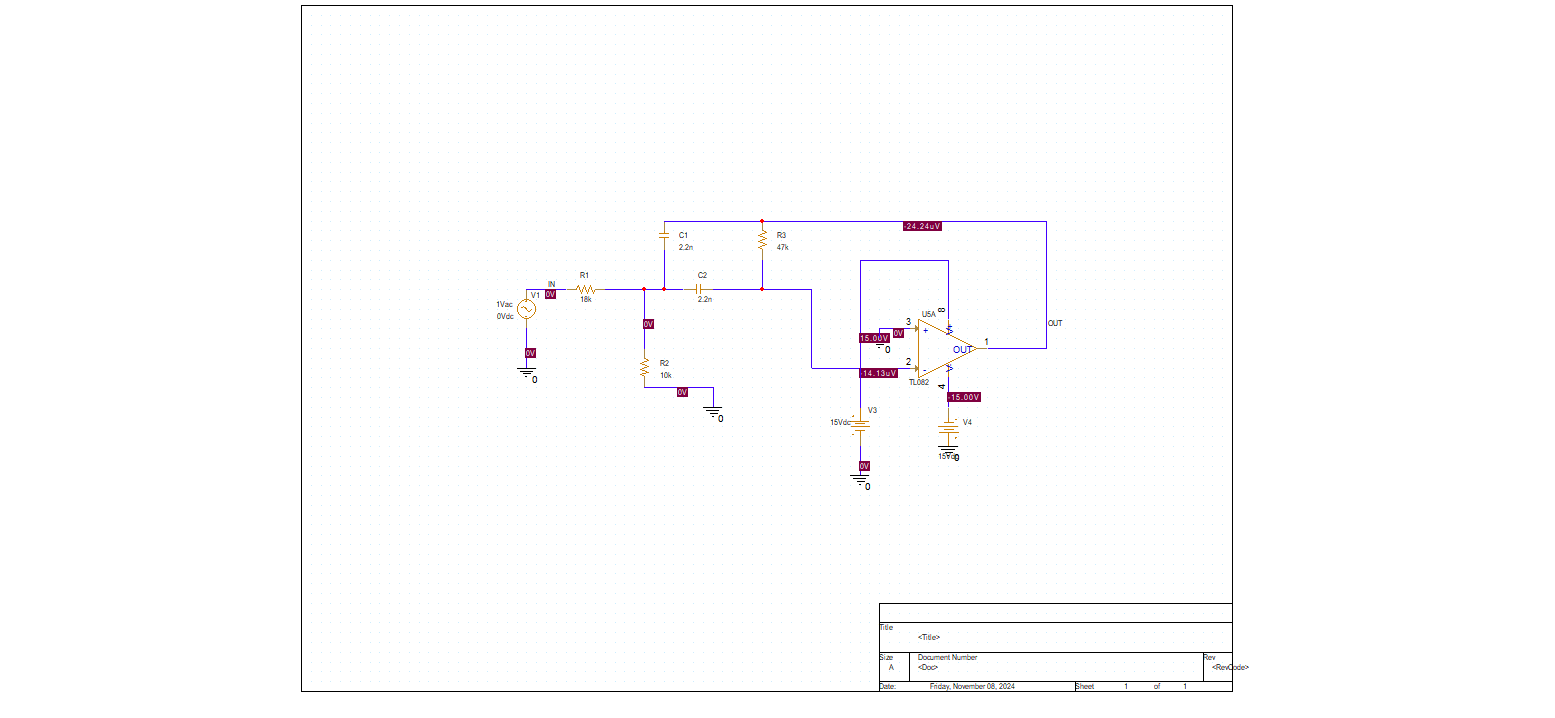 -24.24uV
C1
2.2n
R3
47k
R1
18k
C2
2.2n
IN
0V
V1
1Vac
0Vdc
0V
0
0V
R2
10k
0V
0
U5A
8
3
+
0V
15.00V
0
V+
OUT
1
OUT
2
-
-14.13uV
TL082
V-
4
-15.00V
V3
15Vdc
V4
15Vdc
0
0V
0
Title
<Title>
Size
A
Document Number
<Doc>
Rev
<RevCode>
Date:
Friday, November 08, 2024
Sheet
1
of
1